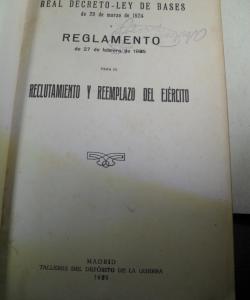 REAL DECRETO-LEY DE BASES
de 29 de marzo de 1924
REGLAMENTO
de 27 de febrero de 1925
PARA EL
RECLUTAMIENTO Y REEMPLAZO DEL EJÉRCITO
MADRID
TALLERES DEL DEPÓSITO DE LA GUERRA
1925